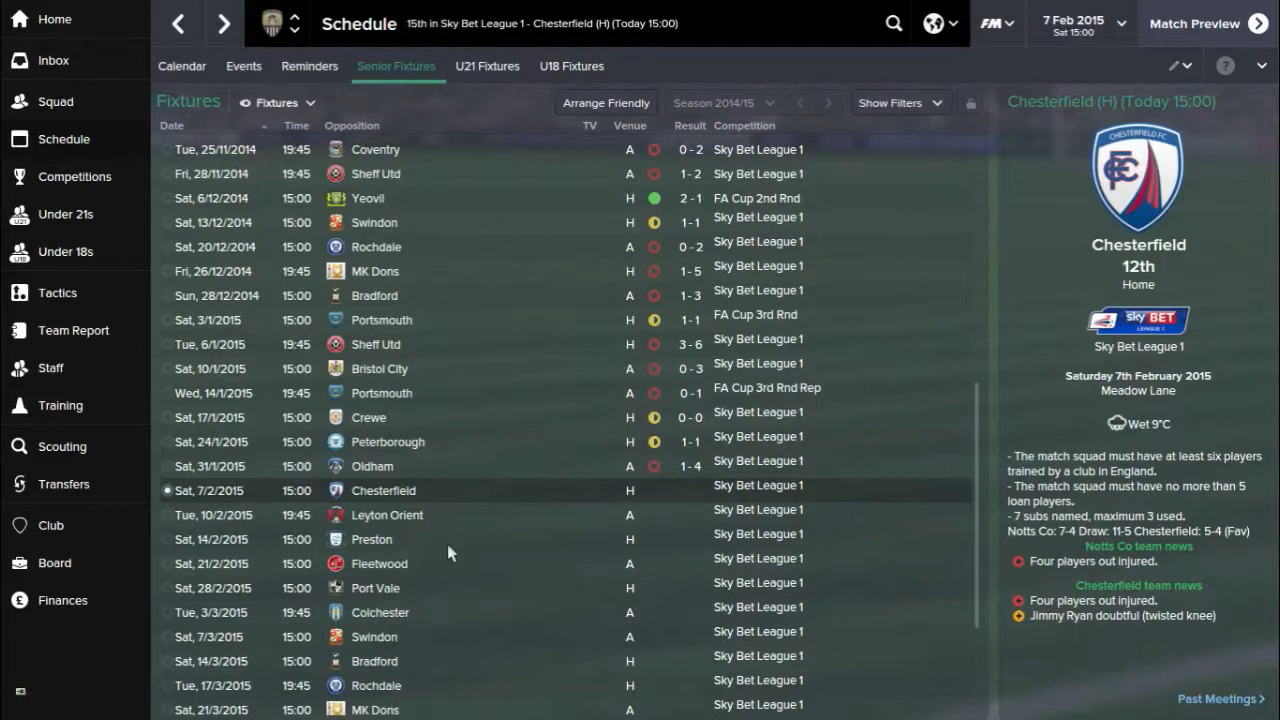 Home
Inbox
Squad
Schedule
Competitions
Under 21s
Under 18s
Tactics
Team Report
Staff
Training
Scouting
Transfers
Club
Board
Finances
Schedule 15th in Sky Bet League 1 - Chesterfield (H) (Today 15:00)
FM
7 Feb 2015
Sat 15:00
Match Preview
Calendar Events Reminders Senior Fixtures U21 Fixtures U18 Fixtures
Fixtures Fixtures Arrange Friendly Season 2014/15 Show Filters
Date Time Opposition TV Venue Result Competition
Tue, 25/11/2014 19:45 Coventry A 0 - 2 Sky Bet League 1
Fri, 28/11/2014 19:45 Sheff Utd A 1 - 2 Sky Bet League 1
Sat, 6/12/2014 15:00 Yeovil H 2 - 1 FA Cup 2nd Rnd
Sat, 13/12/2014 15:00 Swindon H 1 - 1 Sky Bet League 1
Sat, 20/12/2014 15:00 Rochdale A 0 - 2 Sky Bet League 1
Fri, 26/12/2014 19:45 MK Dons H 1 - 5 Sky Bet League 1
Sun, 28/12/2014 15:00 Bradford A 1 - 3 Sky Bet League 1
Sat, 3/1/2015 15:00 Portsmouth H 1 - 1 FA Cup 3rd Rnd
Tue, 6/1/2015 19:45 Sheff Utd H 3 - 6 Sky Bet League 1
Sat, 10/1/2015 15:00 Bristol City A 0 - 3 Sky Bet League 1
Wed, 14/1/2015 19:45 Portsmouth A 0 - 1 FA Cup 3rd Rnd Rep
Sat, 17/1/2015 15:00 Crewe H 0 - 0 Sky Bet League 1
Sat, 24/1/2015 15:00 Peterborough H 1 - 1 Sky Bet League 1
Sat, 31/1/2015 15:00 Oldham A 1 - 4 Sky Bet League 1
Sat, 7/2/2015 15:00 Chesterfield H Sky Bet League 1
Tue, 10/2/2015 19:45 Leyton Orient A Sky Bet League 1
Sat, 14/2/2015 15:00 Preston H Sky Bet League 1
Sat, 21/2/2015 15:00 Fleetwood A Sky Bet League 1
Sat, 28/2/2015 15:00 Port Vale H Sky Bet League 1
Tue, 3/3/2015 19:45 Colchester A Sky Bet League 1
Sat, 7/3/2015 15:00 Swindon A Sky Bet League 1
Sat, 14/3/2015 15:00 Bradford H Sky Bet League 1
Tue, 17/3/2015 19:45 Rochdale H Sky Bet League 1
Sat, 21/3/2015 15:00 MK Dons A Sky Bet League 1
Chesterfield (H) (Today 15:00)
CHESTERFIELD FC
Chesterfield
12th
Home
sky BET
LEAGUE 1
Sky Bet League 1
Saturday 7th February 2015
Meadow Lane
Wet 9°C
- The match squad must have at least six players
trained by a club in England.
- The match squad must have no more than 5
loan players.
- 7 subs named, maximum 3 used.
Notts Co: 7-4 Draw: 11-5 Chesterfield: 5-4 (Fav)
Notts Co team news
Four players out injured.
Chesterfield team news
Four players out injured.
Jimmy Ryan doubtful (twisted knee)
Past Meetings >